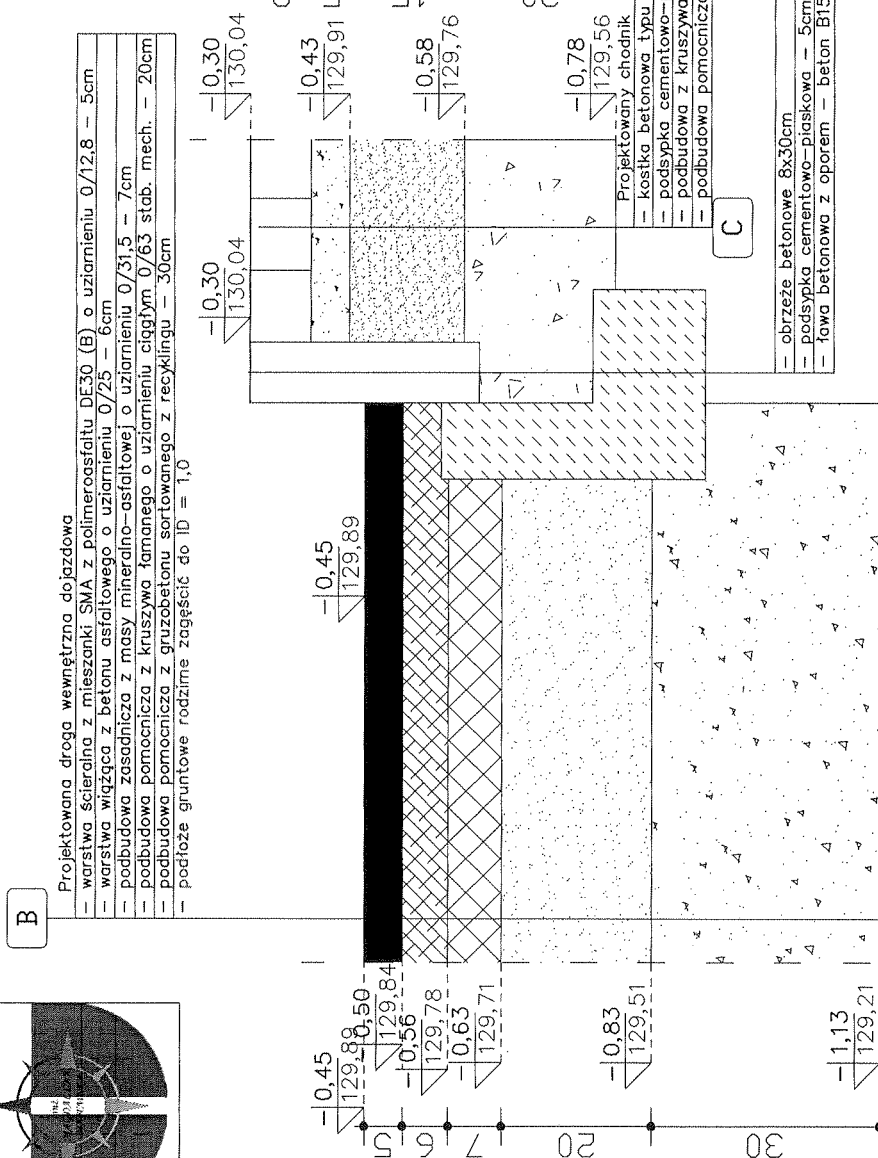 B
Projektowana droga wewnętrzna dojazdowa
- warstwa ścieralna z mieszanki SMA z polimeroasfaltu DE30 (B) o uziarnieniu 0/12,8 - 5cm
- warstwa wiążąca z betonu asfaltowego o uziarnieniu 0/25 - 6cm
- podbudowa zasadnicza z masy mineralno-asfaltowej o uziarnieniu 0/31,5 - 7cm
- podbudowa pomocnicza z kruszywa łamanego o uziarnieniu ciągłym 0/63 stab. mech. - 20cm
- podbudowa pomocnicza z gruzobetonu sortowanego z recyklingu - 30cm
- podłoże gruntowe rodzime zagęścić do ID = 1,0
-0,30
130,04
-0,30
130,04
-0,43
129,91
-0,58
129,76
-0,78
129,56
-0,45
129,89
-0,45
129,89
-0,50
129,84
-0,56
129,78
-0,63
129,71
-0,83
129,51
-1,13
129,21
5
6
7
20
30
Projektowany chodnik
- kostka betonowa typu
- podsypka cementowo-
- podbudowa z kruszywa
- podbudowa pomocnicza
C
- obrzeże betonowe 8x30cm
- podsypka cementowo-piaskowa - 5cm
- ława betonowa z oporem - beton B15